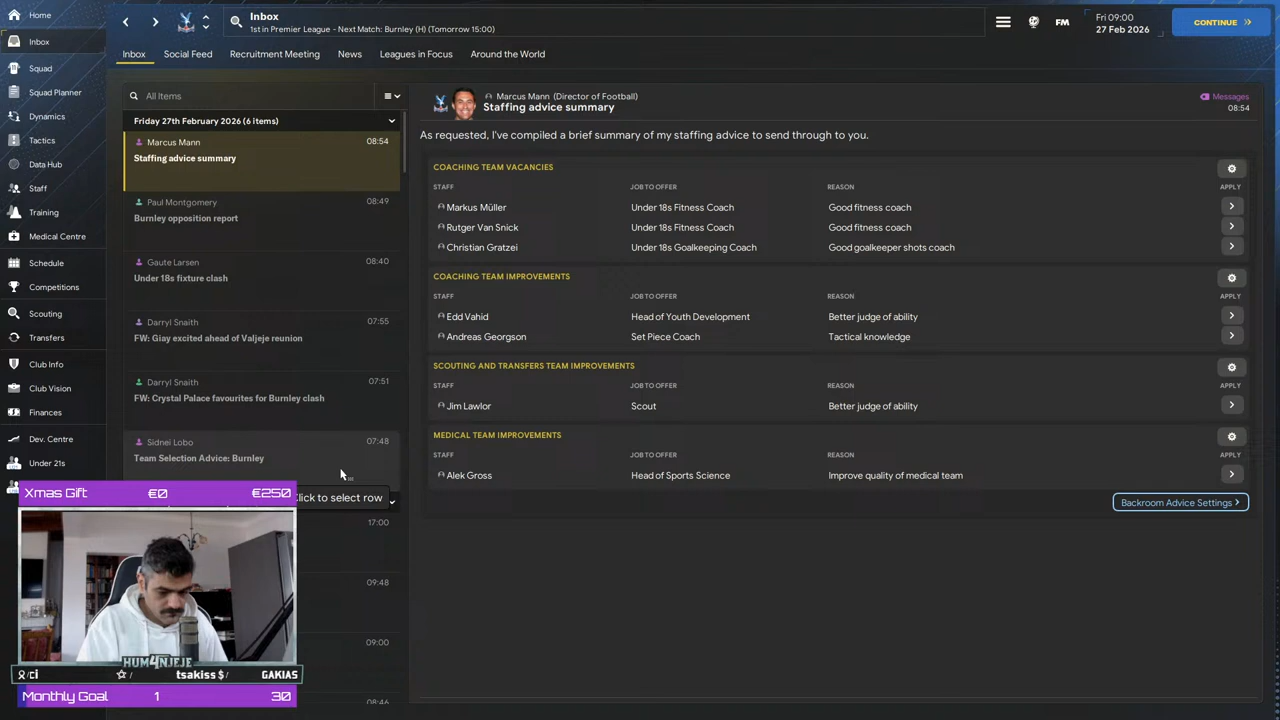 Home
Inbox
Squad
Squad Planner
Dynamics
Tactics
Data Hub
Staff
Training
Medical Centre
Schedule
Competitions
Scouting
Transfers
Club Info
Club Vision
Finances
Dev. Centre
Under 21s
Inbox
1st in Premier League - Next Match: Burnley (H) (Tomorrow 15:00)
FM
Fri 09:00
27 Feb 2026
CONTINUE
Inbox
Social Feed
Recruitment Meeting
News
Leagues in Focus
Around the World
All Items
Friday 27th February 2026 (6 items)
Marcus Mann 08:54
Staffing advice summary
Paul Montgomery 08:49
Burnley opposition report
Gaute Larsen 08:40
Under 18s fixture clash
Darryl Snaith 07:55
FW: Giay excited ahead of Valjeje reunion
Darryl Snaith 07:51
FW: Crystal Palace favourites for Burnley clash
Sidnei Lobo 07:48
Team Selection Advice: Burnley
Click to select row
17:00
09:48
09:00
08:46
Marcus Mann (Director of Football)
Staffing advice summary
Messages
08:54
As requested, I've compiled a brief summary of my staffing advice to send through to you.
COACHING TEAM VACANCIES
STAFF JOB TO OFFER REASON APPLY
Markus Müller Under 18s Fitness Coach Good fitness coach
Rutger Van Snick Under 18s Fitness Coach Good fitness coach
Christian Gratzei Under 18s Goalkeeping Coach Good goalkeeper shots coach
COACHING TEAM IMPROVEMENTS
STAFF JOB TO OFFER REASON APPLY
Edd Vahid Head of Youth Development Better judge of ability
Andreas Georgson Set Piece Coach Tactical knowledge
SCOUTING AND TRANSFERS TEAM IMPROVEMENTS
STAFF JOB TO OFFER REASON APPLY
Jim Lawlor Scout Better judge of ability
MEDICAL TEAM IMPROVEMENTS
STAFF JOB TO OFFER REASON APPLY
Alek Gross Head of Sports Science Improve quality of medical team
Backroom Advice Settings
Xmas Gift €0 €250
HUM4NJEJE
/ci / tsakiss $/ GAKIAS
Monthly Goal 1 30